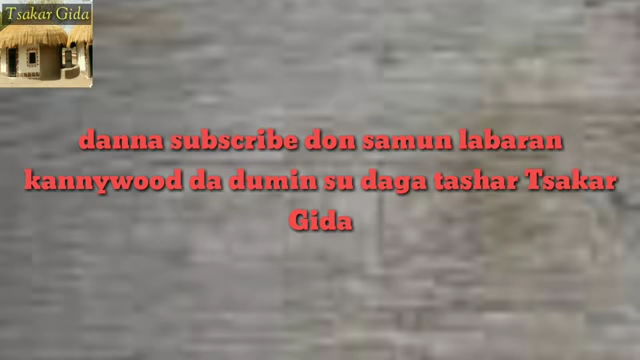 Tsakar Gida
danna subscribe don samun labaran
kannywood da dumin su daga tashar Tsakar
Gida